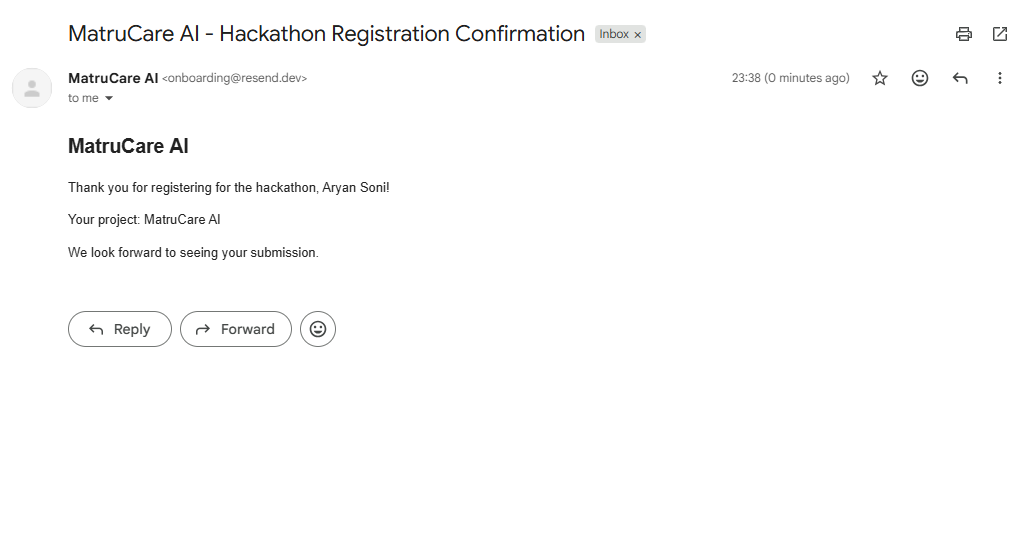 MatruCare AI - Hackathon Registration Confirmation Inbox ×
MatruCare AI <onboarding@resend.dev> 23:38 (0 minutes ago)
to me
MatruCare AI
Thank you for registering for the hackathon, Aryan Soni!
Your project: MatruCare AI
We look forward to seeing your submission.
Reply Forward